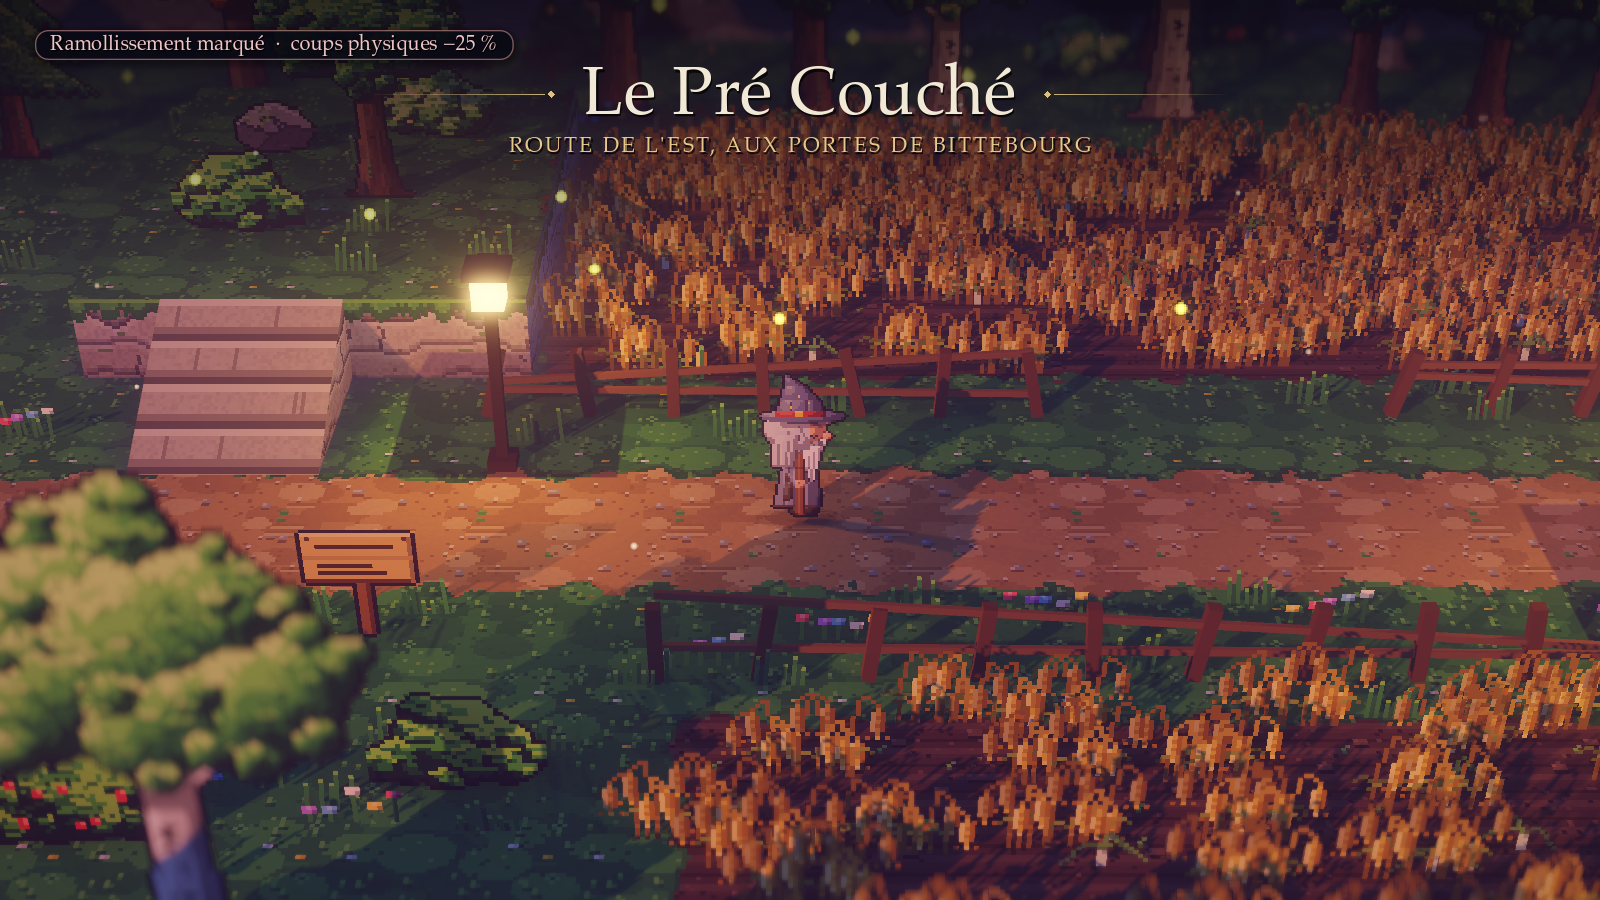 Ramollissement marqué · coups physiques −25 %
Le Pré Couché
ROUTE DE L'EST, AUX PORTES DE BITTEBOURG